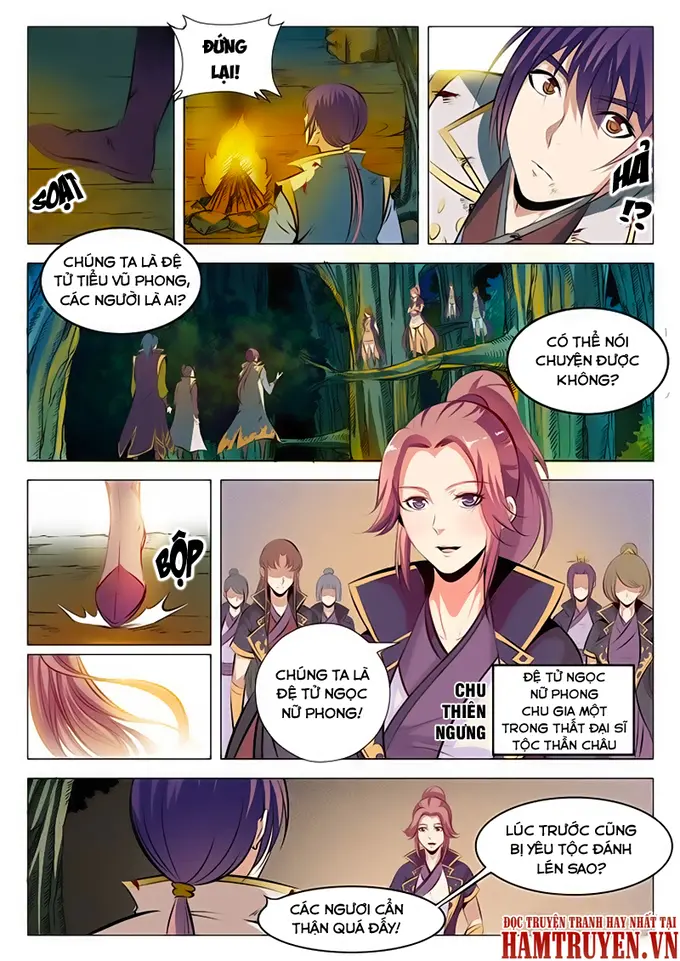 ĐỨNG
LẠI!
SOẠT
HẢ
!?
CHÚNG TA LÀ ĐỆ
TỬ TIỂU VŨ PHONG,
CÁC NGƯỜI LÀ AI?
CÓ THỂ NÓI
CHUYỆN ĐƯỢC
KHÔNG?
BỘP
CHÚNG TA LÀ
ĐỆ TỬ NGỌC
NỮ PHONG!
CHU
THIÊN
NGƯNG
ĐỆ TỬ NGỌC
NỮ PHONG
CHU GIA MỘT
TRONG THẤT ĐẠI SĨ
TỘC THẦN CHÂU
LÚC TRƯỚC CŨNG
BỊ YÊU TỘC ĐÁNH
LÉN SAO?
CÁC NGƯƠI CẨN
THẬN QUÁ ĐẤY!
ĐỌC TRUYỆN TRANH HAY NHẤT TẠI
HAMTRUYEN.VN